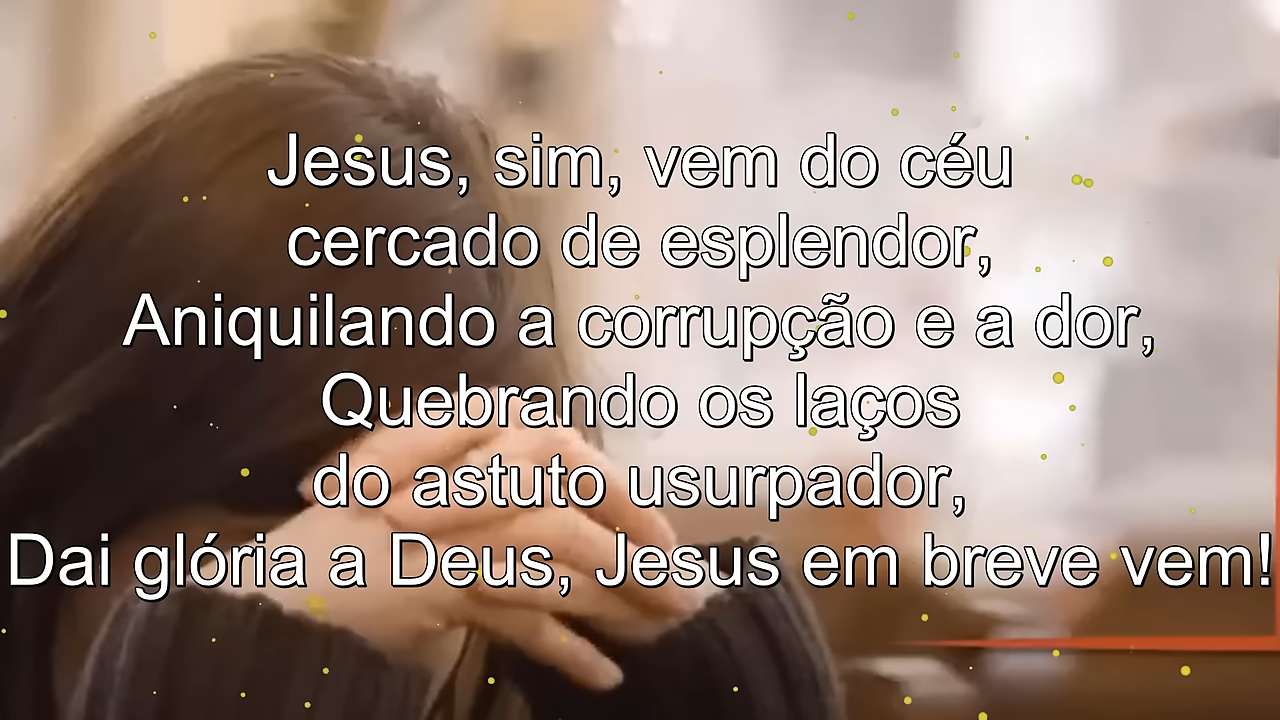 Jesus, sim, vem do céu
cercado de esplendor,
Aniquilando a corrupção e a dor,
Quebrando os laços
do astuto usurpador,
Dai glória a Deus, Jesus em breve vem!